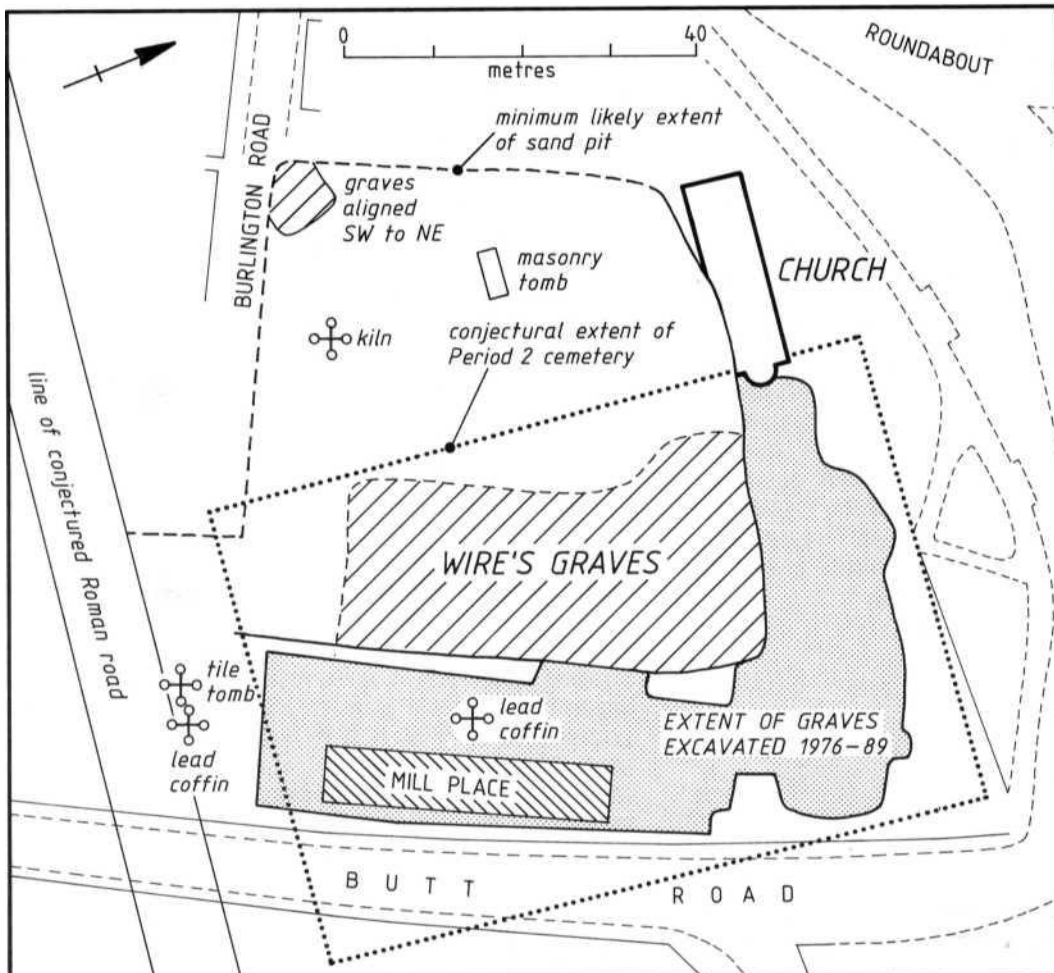 ROUNDABOUT
0 40
metres
BURLINGTON ROAD
minimum likely extent
of sand pit
graves
aligned
SW to NE
masonry
tomb
CHURCH
kiln
conjectural extent of
Period 2 cemetery
line of conjectured Roman road
WIRE'S GRAVES
tile
tomb
lead
coffin
lead
coffin
EXTENT OF GRAVES
EXCAVATED 1976–89
MILL PLACE
BUTT ROAD